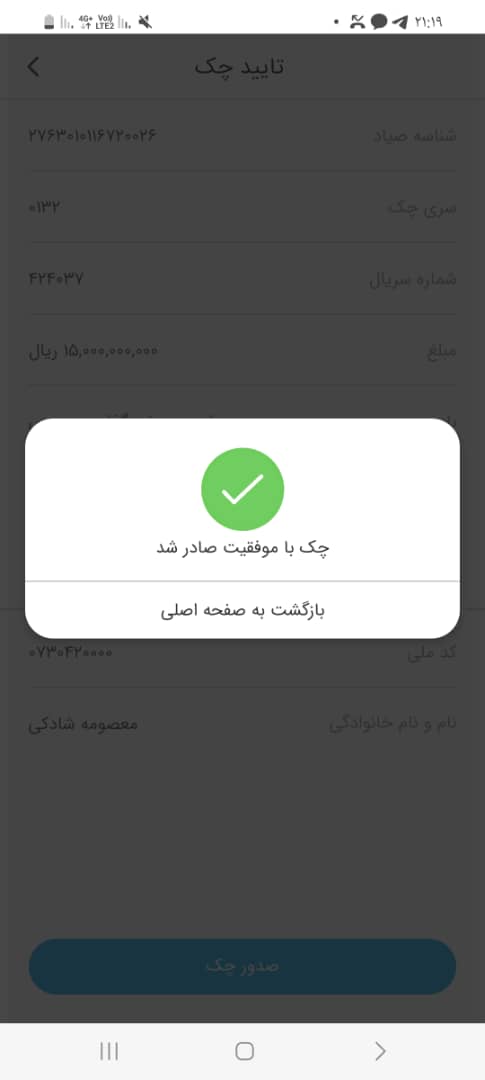 ۲۱:۱۹
4G+ Vo)) LTE2
تایید چک
شناسه صیاد ۲۷۶۳۰۱۰۱۱۶۷۲۰۰۲۶
سری چک ۰۱۳۲
شماره سریال ۴۲۴۰۳۷
مبلغ ۱۵,۰۰۰,۰۰۰,۰۰۰ ریال
چک با موفقیت صادر شد
بازگشت به صفحه اصلی
کد ملی ۰۷۳۰۴۲۰۰۰۰
نام و نام خانوادگی معصومه شادکی
صدور چک